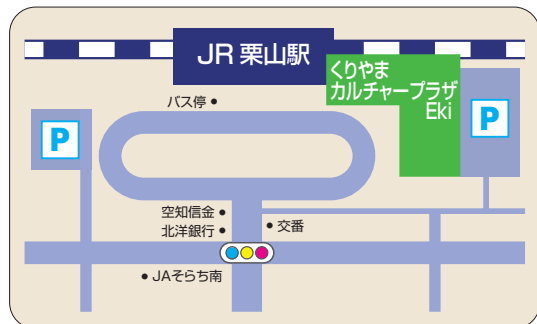 JR 栗山駅
くりやま
カルチャープラザ
Eki
バス停
P
P
空知信金
北洋銀行
交番
JAそらち南